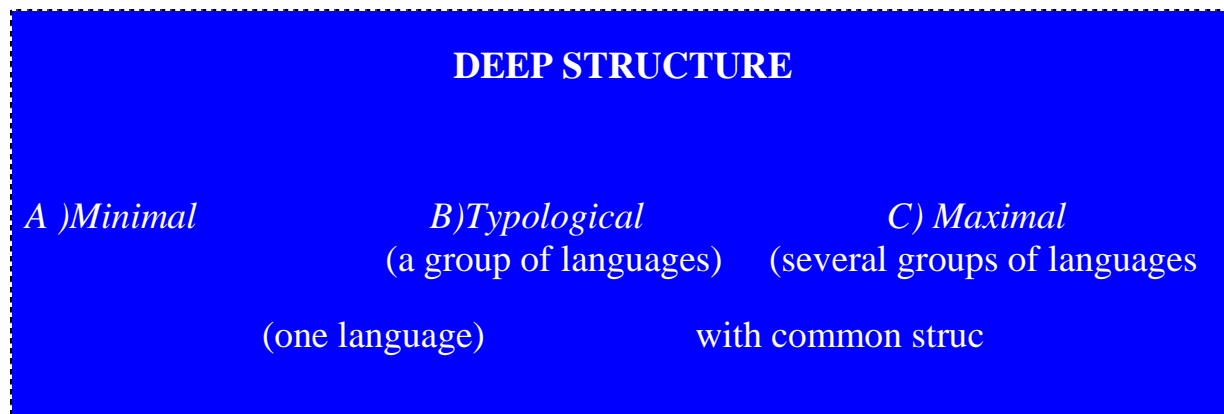 DEEP STRUCTURE
A )Minimal B)Typological C) Maximal
(a group of languages) (several groups of languages
(one language) with common struc